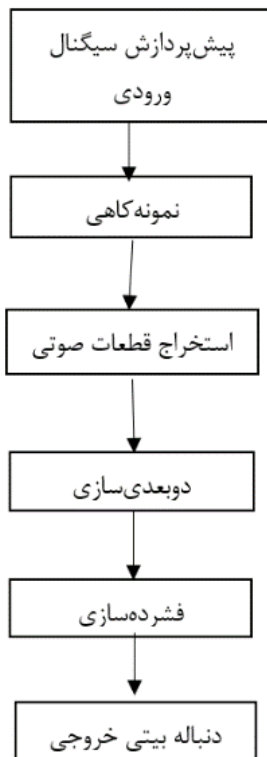 پیش‌پردازش سیگنال
ورودی
نمونه‌کاهی
استخراج قطعات صوتی
دوبعدی‌سازی
فشرده‌سازی
دنباله بیتی خروجی